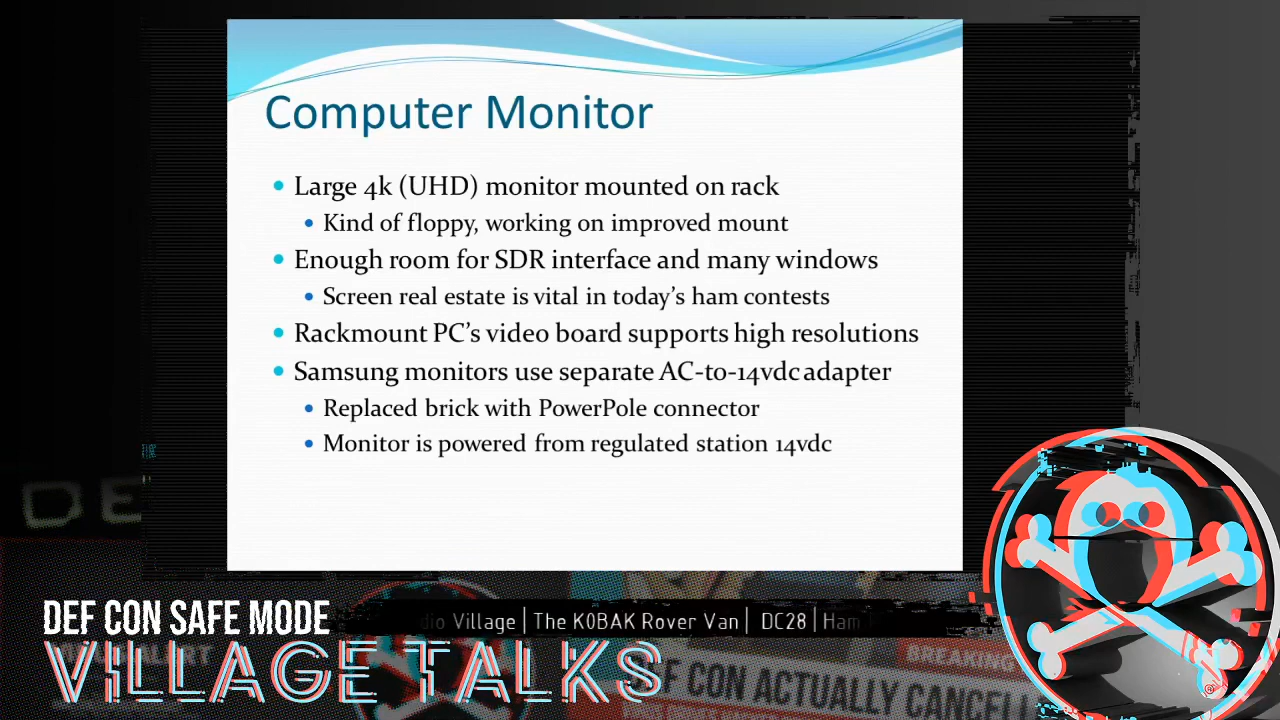 Computer Monitor
Large 4k (UHD) monitor mounted on rack
Kind of floppy, working on improved mount
Enough room for SDR interface and many windows
Screen real estate is vital in today's ham contests
Rackmount PC's video board supports high resolutions
Samsung monitors use separate AC-to-14vdc adapter
Replaced brick with PowerPole connector
Monitor is powered from regulated station 14vdc
DE
DEF CON SAFE MODE
Village | The K0BAK Rover Van | DC28 | Ham
VILLAGE TALKS
BREAKING
DEF CON ACTUALLY